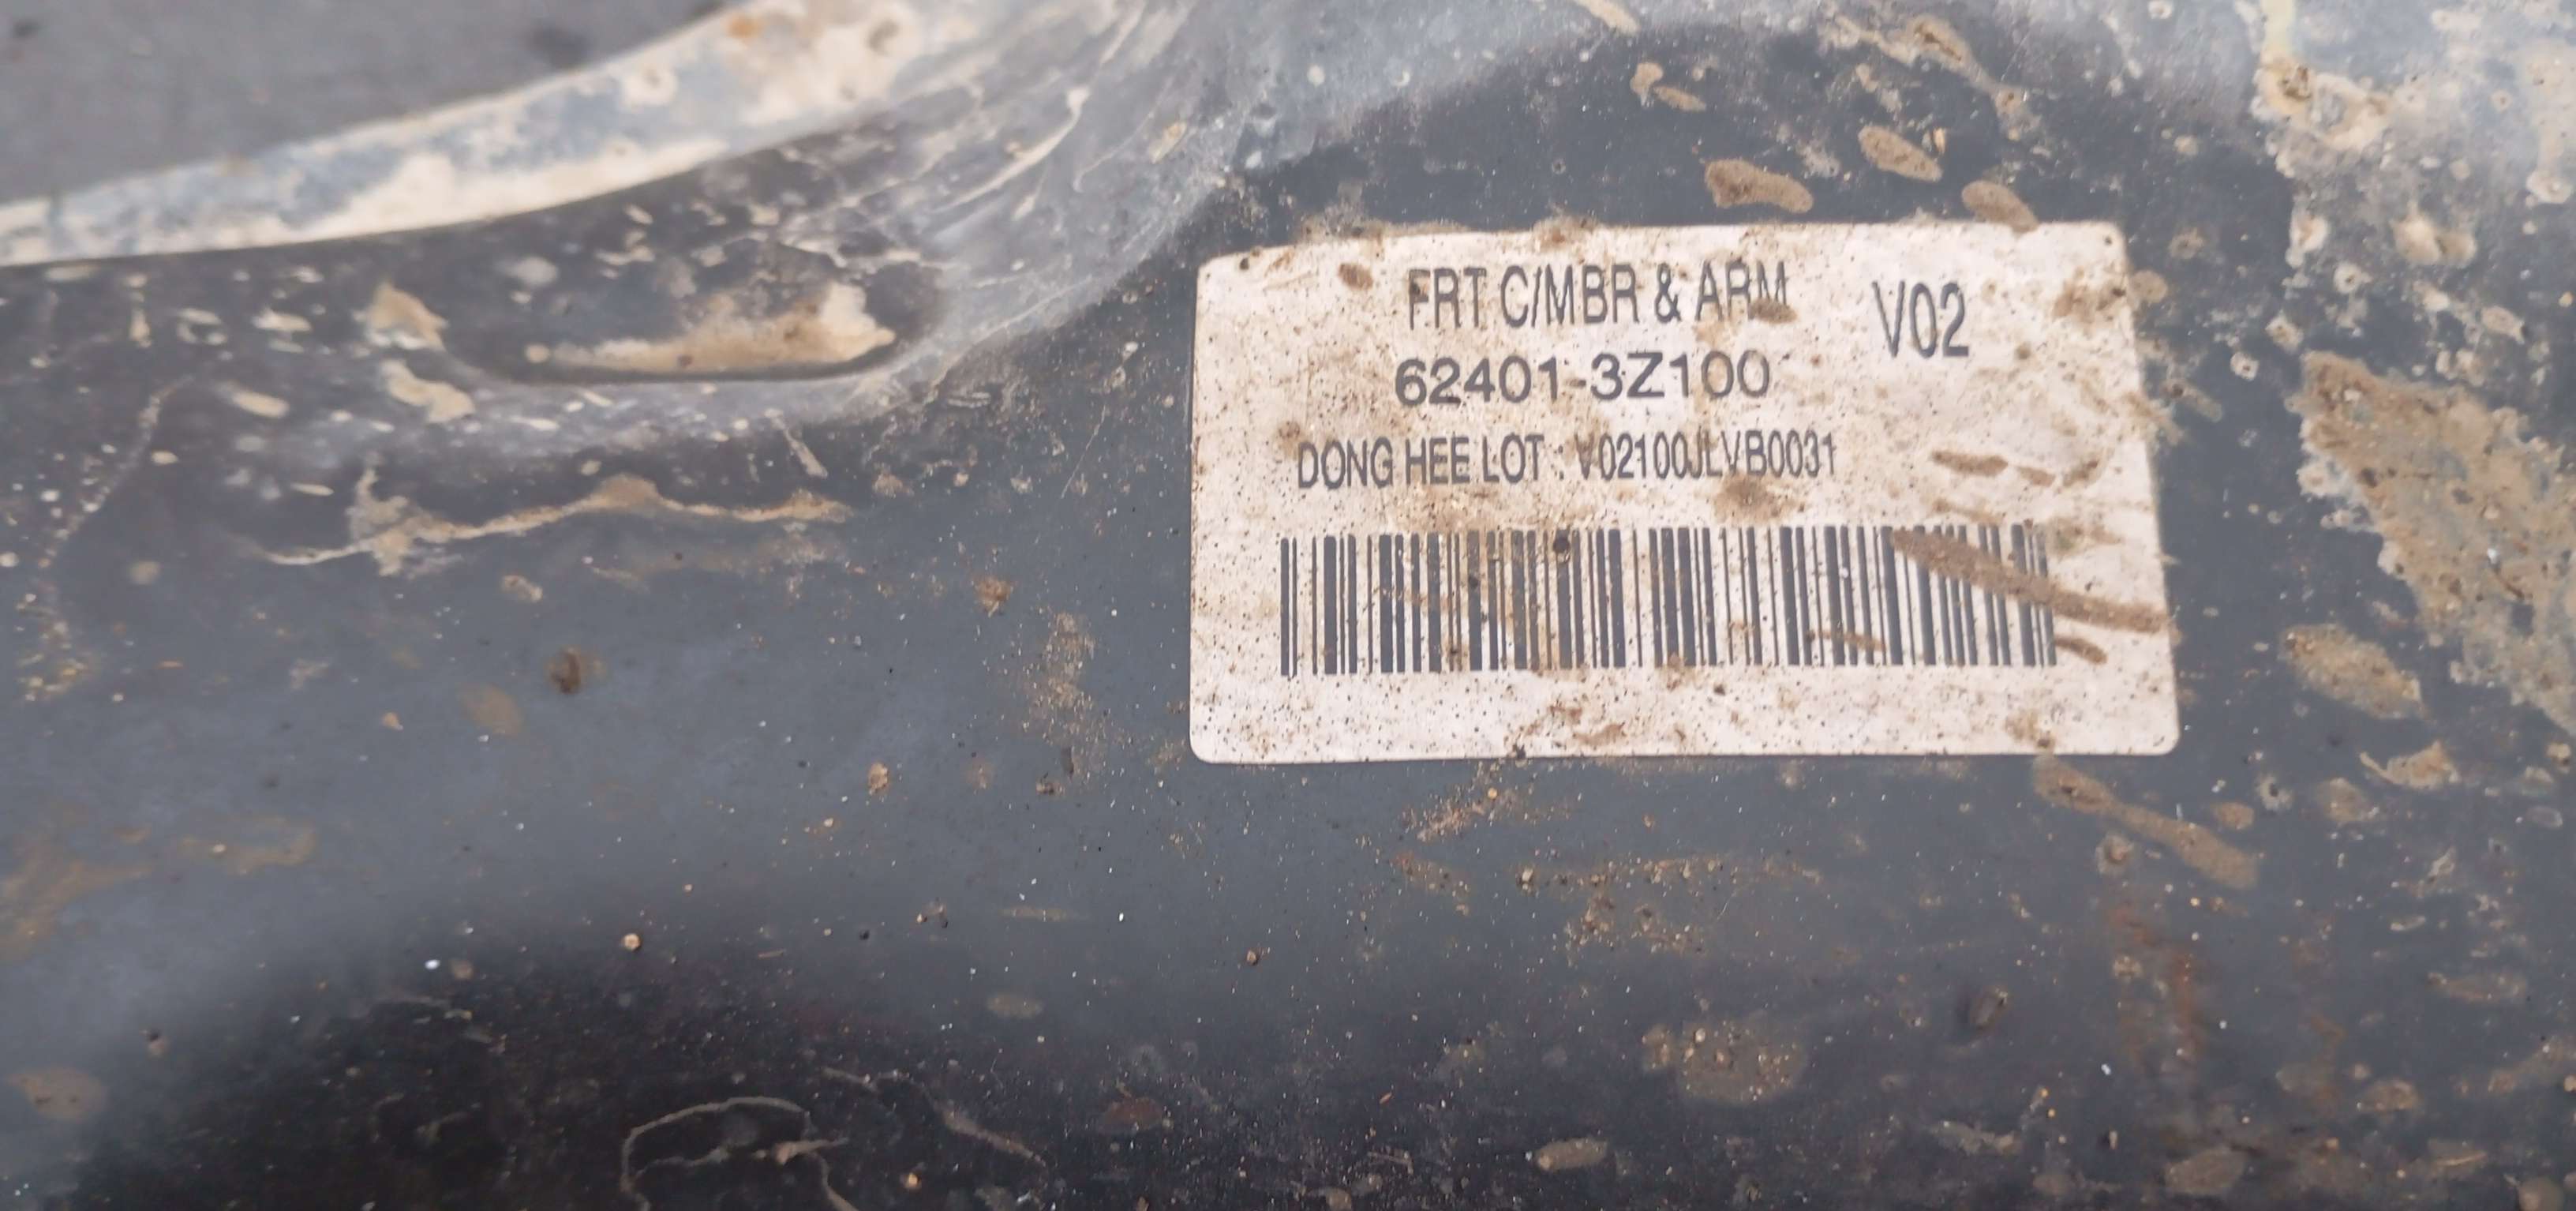 FRT C/MBR & ARM V02
62401-3Z100
DONG HEE LOT : V02100JLVB0031